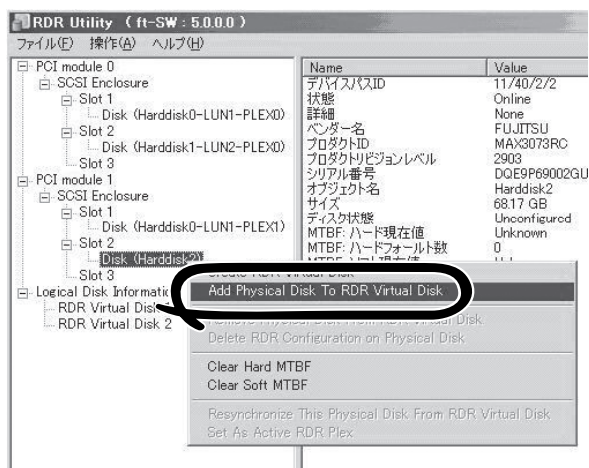 RDR Utility ( ft-SW : 5.0.0.0 )
ファイル(F) 操作(A) ヘルプ(H)
PCI module 0
SCSI Enclosure
Slot 1
Disk (Harddisk0-LUN1-PLEX0)
Slot 2
Disk (Harddisk1-LUN2-PLEX0)
Slot 3
PCI module 1
SCSI Enclosure
Slot 1
Disk (Harddisk0-LUN1-PLEX1)
Slot 2
Disk (Harddisk2)
Slot 3
Logical Disk Informati
RDR Virtual Disk
RDR Virtual Disk 2
Name Value
デバイスパスID 11/40/2/2
状態 Online
詳細 None
ベンダー名 FUJITSU
プロダクトID MAX3073RC
プロダクトリビジョンレベル 2903
シリアル番号 DQE9P69002GU
オブジェクト名 Harddisk2
サイズ 68.17 GB
ディスク状態 Unconfigured
MTBF: ハード現在値 Unknown
MTBF: ハードフォールト数 0
Add Physical Disk To RDR Virtual Disk
Remove Physical Disk From RDR Virtual Disk
Delete RDR Configuration on Physical Disk
Clear Hard MTBF
Clear Soft MTBF
Resynchronize This Physical Disk From RDR Virtual Disk
Set As Active RDR Plex